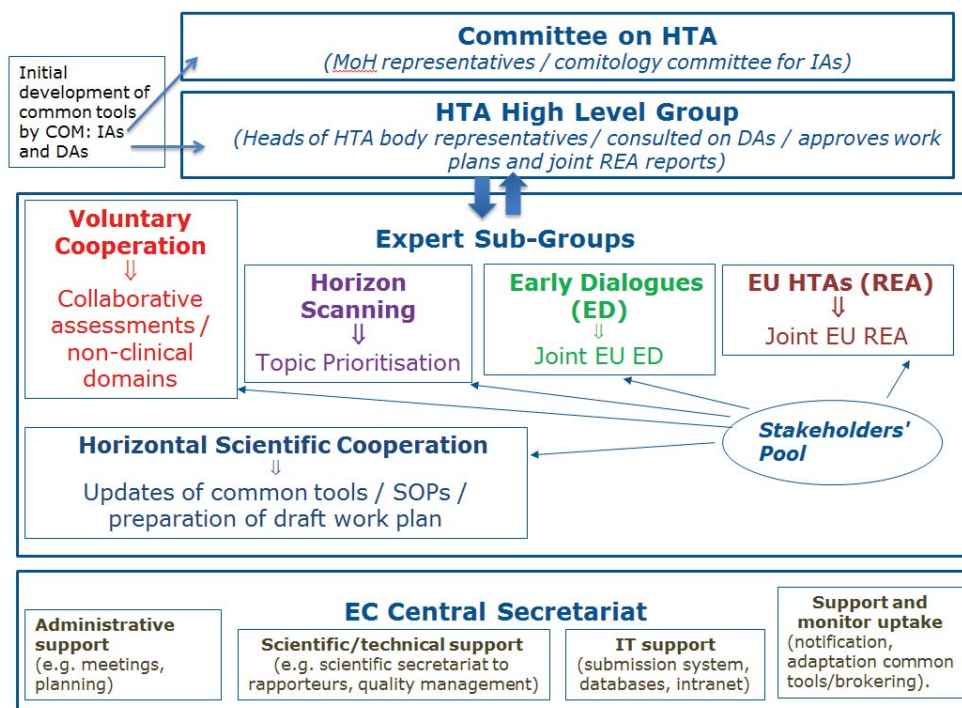 Committee on HTA
(MoH representatives / comitology committee for IAs)
Initial
development of
common tools
by COM: IAs
and DAs
HTA High Level Group
(Heads of HTA body representatives / consulted on DAs / approves work
plans and joint REA reports)
Expert Sub-Groups
Voluntary
Cooperation
⇓
Collaborative
assessments /
non-clinical
domains
Horizon
Scanning
⇓
Topic Prioritisation
Early Dialogues
(ED)
⇓
Joint EU ED
EU HTAs (REA)
⇓
Joint EU REA
Stakeholders'
Pool
Horizontal Scientific Cooperation
⇓
Updates of common tools / SOPs /
preparation of draft work plan
EC Central Secretariat
Administrative
support
(e.g. meetings,
planning)
Scientific/technical support
(e.g. scientific secretariat to
rapporteurs, quality management)
IT support
(submission system,
databases, intranet)
Support and
monitor uptake
(notification,
adaptation common
tools/brokering).